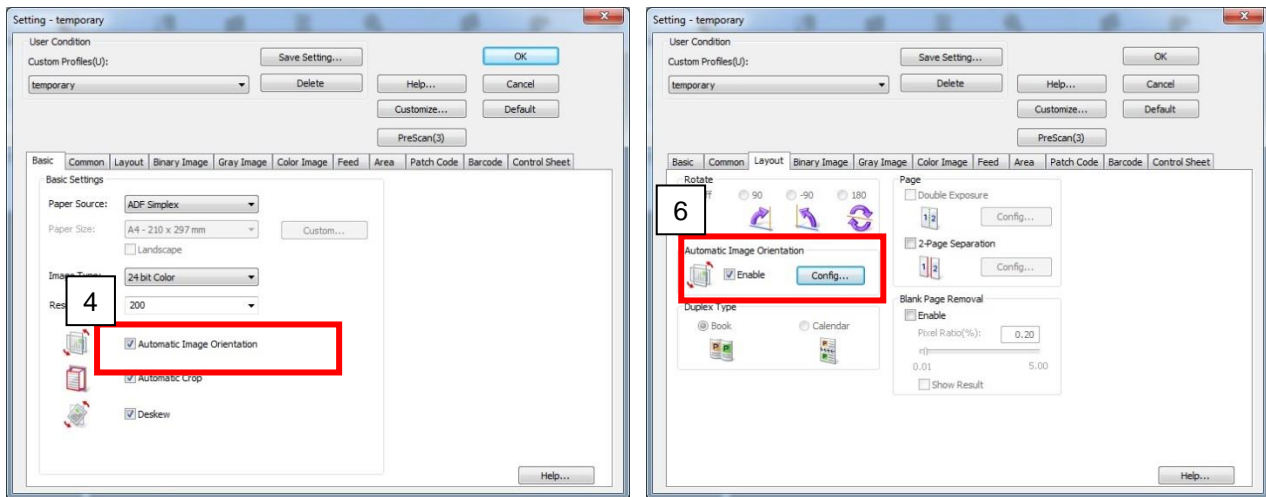 Setting - temporary
User Condition
Custom Profiles(U):
Save Setting...
OK
temporary
Delete
Help...
Cancel
Customize...
Default
PreScan(3)
Basic Common Layout Binary Image Gray Image Color Image Feed Area Patch Code Barcode Control Sheet
Basic Settings
Paper Source: ADF Simplex
Paper Size: A4 - 210 x 297 mm Custom...
Landscape
24 bit Color
4
200
Automatic Image Orientation
Automatic Crop
Deskew
Help...
Setting - temporary
User Condition
Custom Profiles(U):
Save Setting...
OK
temporary
Delete
Help...
Cancel
Customize...
Default
PreScan(3)
Basic Common Layout Binary Image Gray Image Color Image Feed Area Patch Code Barcode Control Sheet
Rotate
90 -90 180
6
Automatic Image Orientation
Enable Config...
Duplex Type
Book Calendar
Page
Double Exposure
1 2 Config...
2-Page Separation
1 2 Config...
Blank Page Removal
Enable
Pixel Ratio(%): 0.20
0.01 5.00
Show Result
Help...